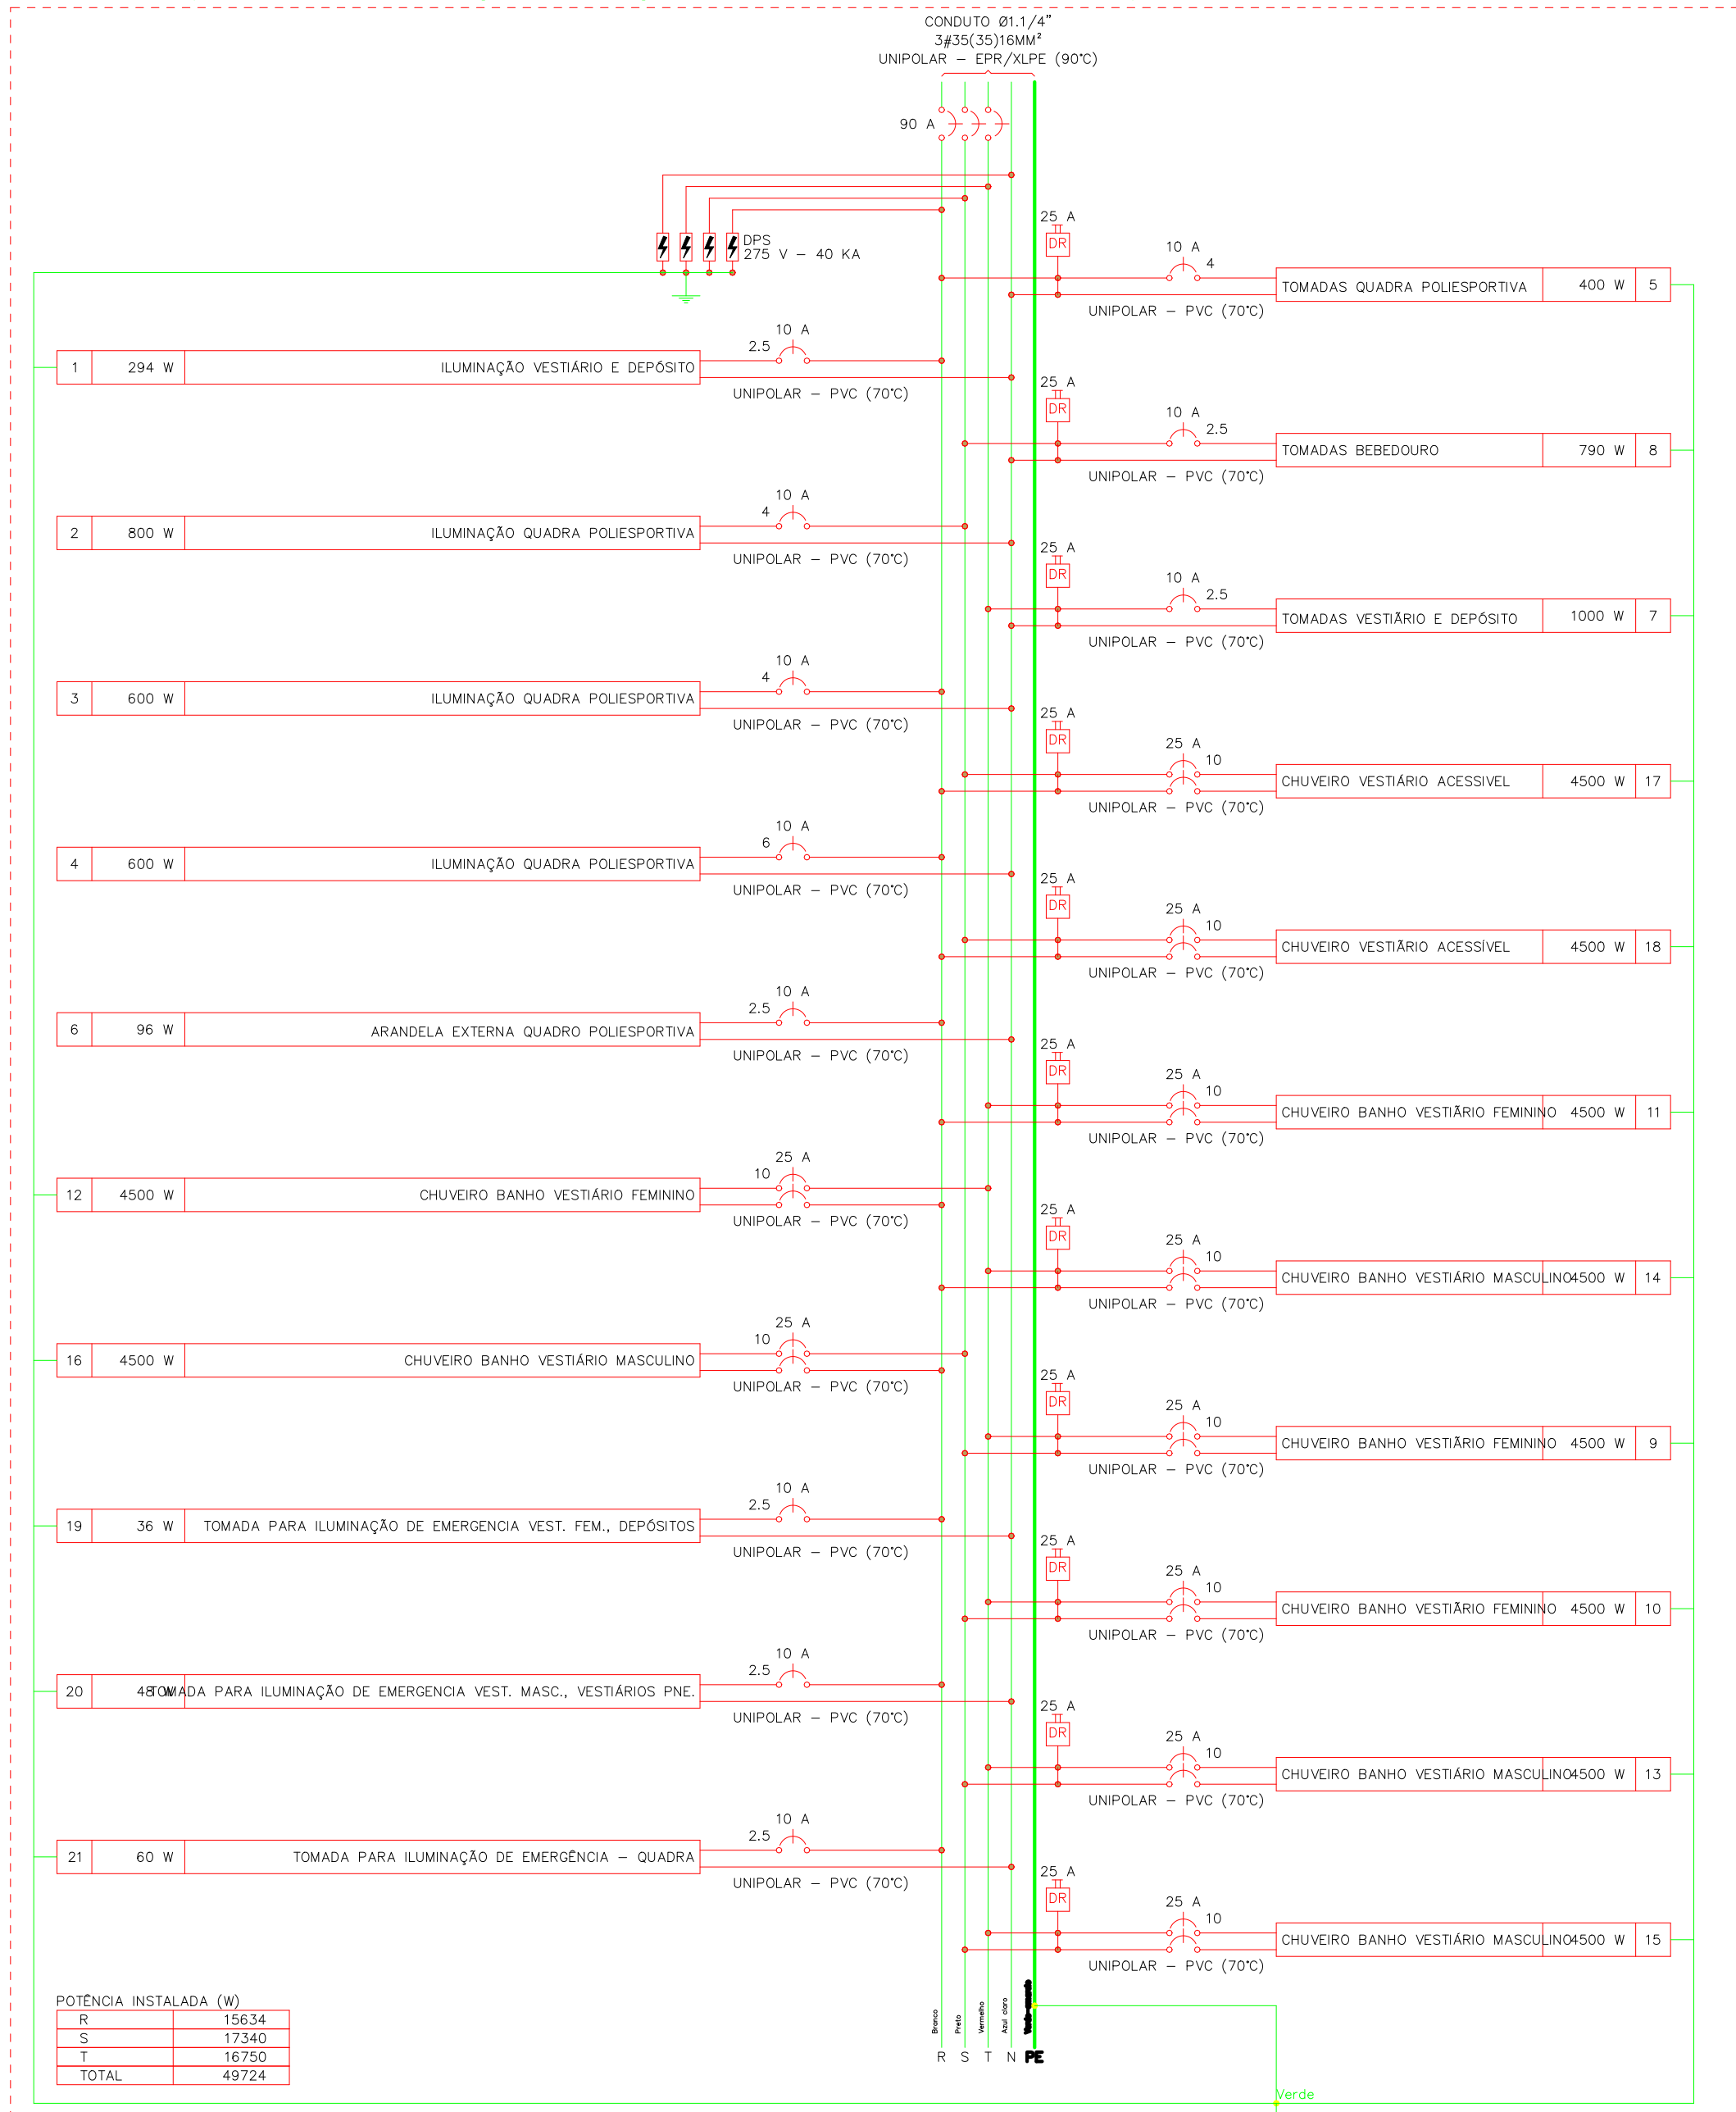 CONDUTO Ø1.1/4"
3#35(35)16MM²
UNIPOLAR – EPR/XLPE (90°C)
90 A
DPS
275 V – 40 KA
10 A
2.5
1 294 W ILUMINAÇÃO VESTIÁRIO E DEPÓSITO
UNIPOLAR – PVC (70°C)
10 A
4
2 800 W ILUMINAÇÃO QUADRA POLIESPORTIVA
UNIPOLAR – PVC (70°C)
10 A
4
3 600 W ILUMINAÇÃO QUADRA POLIESPORTIVA
UNIPOLAR – PVC (70°C)
10 A
6
4 600 W ILUMINAÇÃO QUADRA POLIESPORTIVA
UNIPOLAR – PVC (70°C)
10 A
2.5
6 96 W ARANDELA EXTERNA QUADRO POLIESPORTIVA
UNIPOLAR – PVC (70°C)
25 A
10
12 4500 W CHUVEIRO BANHO VESTIÁRIO FEMININO
UNIPOLAR – PVC (70°C)
25 A
10
16 4500 W CHUVEIRO BANHO VESTIÁRIO MASCULINO
UNIPOLAR – PVC (70°C)
10 A
2.5
19 36 W TOMADA PARA ILUMINAÇÃO DE EMERGENCIA VEST. FEM., DEPÓSITOS
UNIPOLAR – PVC (70°C)
10 A
2.5
20 48 W TOMADA PARA ILUMINAÇÃO DE EMERGENCIA VEST. MASC., VESTIÁRIOS PNE.
UNIPOLAR – PVC (70°C)
10 A
2.5
21 60 W TOMADA PARA ILUMINAÇÃO DE EMERGÊNCIA – QUADRA
UNIPOLAR – PVC (70°C)
25 A
DR
10 A
4
TOMADAS QUADRA POLIESPORTIVA 400 W 5
UNIPOLAR – PVC (70°C)
25 A
DR
10 A
2.5
TOMADAS BEBEDOURO 790 W 8
UNIPOLAR – PVC (70°C)
25 A
DR
10 A
2.5
TOMADAS VESTIÃRIO E DEPÓSITO 1000 W 7
UNIPOLAR – PVC (70°C)
25 A
DR
25 A
10
CHUVEIRO VESTIÁRIO ACESSIVEL 4500 W 17
UNIPOLAR – PVC (70°C)
25 A
DR
25 A
10
CHUVEIRO VESTIÃRIO ACESSÍVEL 4500 W 18
UNIPOLAR – PVC (70°C)
25 A
DR
25 A
10
CHUVEIRO BANHO VESTIÃRIO FEMININO 4500 W 11
UNIPOLAR – PVC (70°C)
25 A
DR
25 A
10
CHUVEIRO BANHO VESTIÁRIO MASCULINO 4500 W 14
UNIPOLAR – PVC (70°C)
25 A
DR
25 A
10
CHUVEIRO BANHO VESTIÁRIO FEMININO 4500 W 9
UNIPOLAR – PVC (70°C)
25 A
DR
25 A
10
CHUVEIRO BANHO VESTIÃRIO FEMININO 4500 W 10
UNIPOLAR – PVC (70°C)
25 A
DR
25 A
10
CHUVEIRO BANHO VESTIÁRIO MASCULINO 4500 W 13
UNIPOLAR – PVC (70°C)
25 A
DR
25 A
10
CHUVEIRO BANHO VESTIÁRIO MASCULINO 4500 W 15
UNIPOLAR – PVC (70°C)
POTÊNCIA INSTALADA (W)
R 15634
S 17340
T 16750
TOTAL 49724
Branco
Preto
Vermelho
Azul claro
R S T N PE
Verde